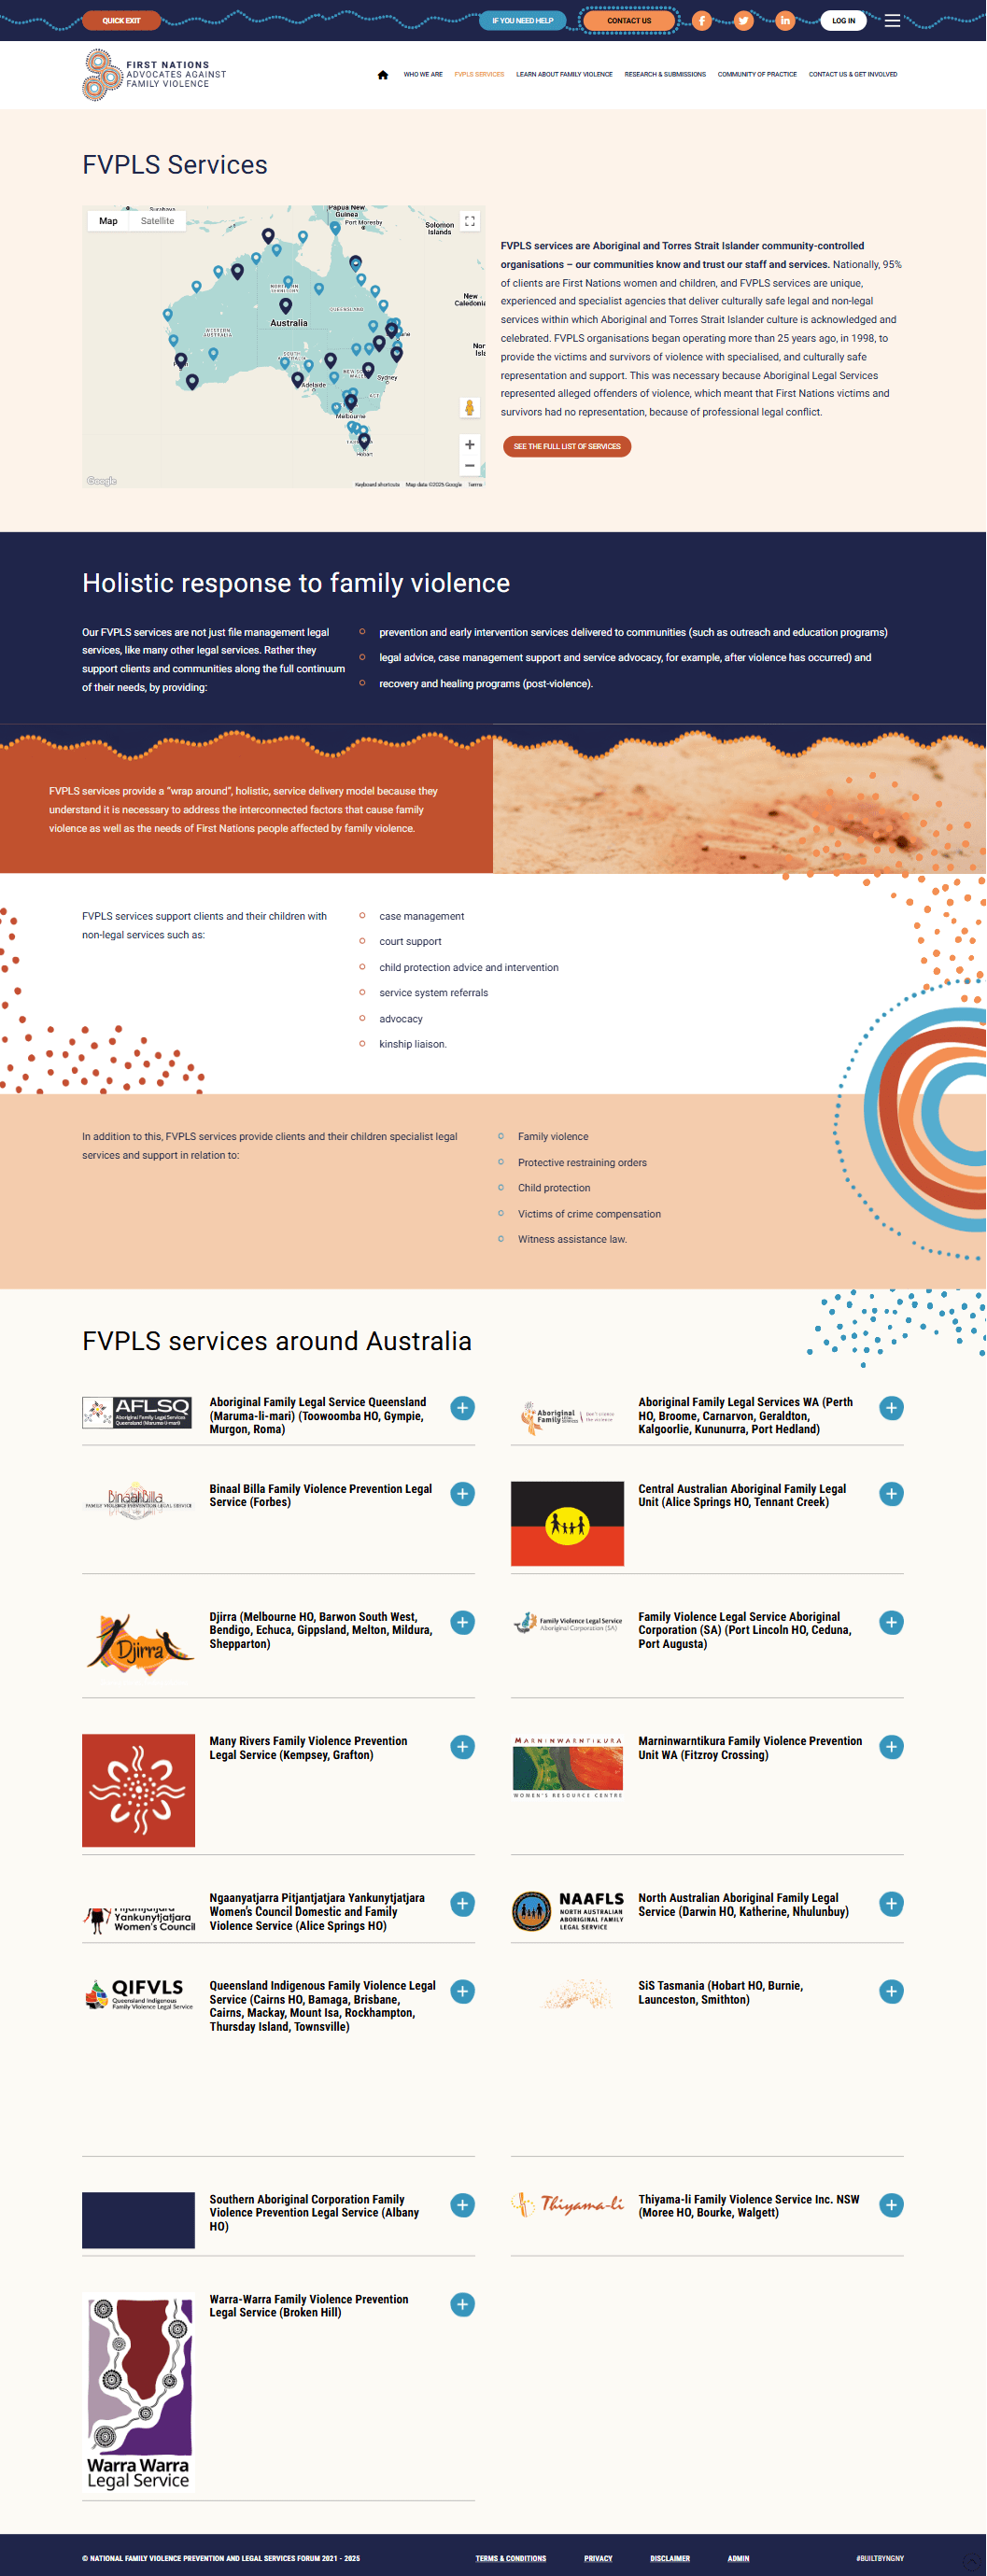 QUICK EXIT
IF YOU NEED HELP
CONTACT US
LOG IN
FIRST NATIONS
ADVOCATES AGAINST
FAMILY VIOLENCE
WHO WE ARE
FVPLS SERVICES
LEARN ABOUT FAMILY VIOLENCE
RESEARCH & SUBMISSIONS
COMMUNITY OF PRACTICE
CONTACT US & GET INVOLVED
FVPLS Services
Map
Satellite
Papua New
Guinea
Port Moresby
Solomon
Islands
New
Caledonia
QUEENSLAND
WESTERN
AUSTRALIA
Australia
Adelaide
Sydney
ACT
Melbourne
Hobart
Google
Keyboard shortcuts
Map data ©2025 Google
Terms
FVPLS services are Aboriginal and Torres Strait Islander community-controlled
organisations – our communities know and trust our staff and services. Nationally, 95%
of clients are First Nations women and children, and FVPLS services are unique,
experienced and specialist agencies that deliver culturally safe legal and non-legal
services within which Aboriginal and Torres Strait Islander culture is acknowledged and
celebrated. FVPLS organisations began operating more than 25 years ago, in 1998, to
provide the victims and survivors of violence with specialised, and culturally safe
representation and support. This was necessary because Aboriginal Legal Services
represented alleged offenders of violence, which meant that First Nations victims and
survivors had no representation, because of professional legal conflict.
SEE THE FULL LIST OF SERVICES
Holistic response to family violence
Our FVPLS services are not just file management legal
services, like many other legal services. Rather they
support clients and communities along the full continuum
of their needs, by providing:
prevention and early intervention services delivered to communities (such as outreach and education programs)
legal advice, case management support and service advocacy, for example, after violence has occurred) and
recovery and healing programs (post-violence).
FVPLS services provide a “wrap around”, holistic, service delivery model because they
understand it is necessary to address the interconnected factors that cause family
violence as well as the needs of First Nations people affected by family violence.
FVPLS services support clients and their children with
non-legal services such as:
case management
court support
child protection advice and intervention
service system referrals
advocacy
kinship liaison.
In addition to this, FVPLS services provide clients and their children specialist legal
services and support in relation to:
Family violence
Protective restraining orders
Child protection
Victims of crime compensation
Witness assistance law.
FVPLS services around Australia
AFLSQ
Aboriginal Family Legal Services
Queensland (Maruma-li-mari)
Aboriginal Family Legal Service Queensland
(Maruma-li-mari) (Toowoomba HO, Gympie,
Murgon, Roma)
Aboriginal
Family LEGAL SERVICES
Aboriginal Family Legal Services WA (Perth
HO, Broome, Carnarvon, Geraldton,
Kalgoorlie, Kununurra, Port Hedland)
BinaalBilla
FAMILY VIOLENCE PREVENTION LEGAL SERVICE
Binaal Billa Family Violence Prevention Legal
Service (Forbes)
Central Australian Aboriginal Family Legal
Unit (Alice Springs HO, Tennant Creek)
Djirra
Djirra (Melbourne HO, Barwon South West,
Bendigo, Echuca, Gippsland, Melton, Mildura,
Shepparton)
Family Violence Legal Service
Aboriginal Corporation (SA)
Family Violence Legal Service Aboriginal
Corporation (SA) (Port Lincoln HO, Ceduna,
Port Augusta)
Many Rivers Family Violence Prevention
Legal Service (Kempsey, Grafton)
MARNINWARNTIKURA
WOMEN'S RESOURCE CENTRE
Marninwarntikura Family Violence Prevention
Unit WA (Fitzroy Crossing)
Pitjantjatjara
Yankunytjatjara
Women's Council
Ngaanyatjarra Pitjantjatjara Yankunytjatjara
Women's Council Domestic and Family
Violence Service (Alice Springs HO)
NAAFLS
NORTH AUSTRALIAN
ABORIGINAL FAMILY
LEGAL SERVICE
North Australian Aboriginal Family Legal
Service (Darwin HO, Katherine, Nhulunbuy)
QIFVLS
Queensland Indigenous
Family Violence Legal Service
Queensland Indigenous Family Violence Legal
Service (Cairns HO, Bamaga, Brisbane,
Cairns, Mackay, Mount Isa, Rockhampton,
Thursday Island, Townsville)
SiS Tasmania (Hobart HO, Burnie,
Launceston, Smithton)
Southern Aboriginal Corporation Family
Violence Prevention Legal Service (Albany
HO)
Thiyama-li
Thiyama-li Family Violence Service Inc. NSW
(Moree HO, Bourke, Walgett)
Warra Warra
Legal Service
Warra-Warra Family Violence Prevention
Legal Service (Broken Hill)
© NATIONAL FAMILY VIOLENCE PREVENTION AND LEGAL SERVICES FORUM 2021 - 2025
TERMS & CONDITIONS
PRIVACY
DISCLAIMER
ADMIN
#BUILTBYNGNY